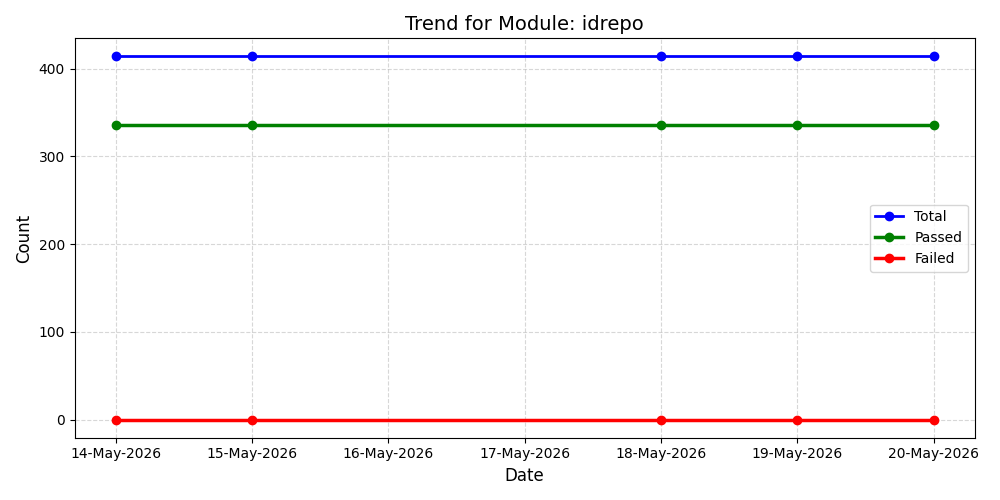 Trend for Module: idrepo
Count
400
300
200
100
0
Total
Passed
Failed
14-May-2026 15-May-2026 16-May-2026 17-May-2026 18-May-2026 19-May-2026 20-May-2026
Date